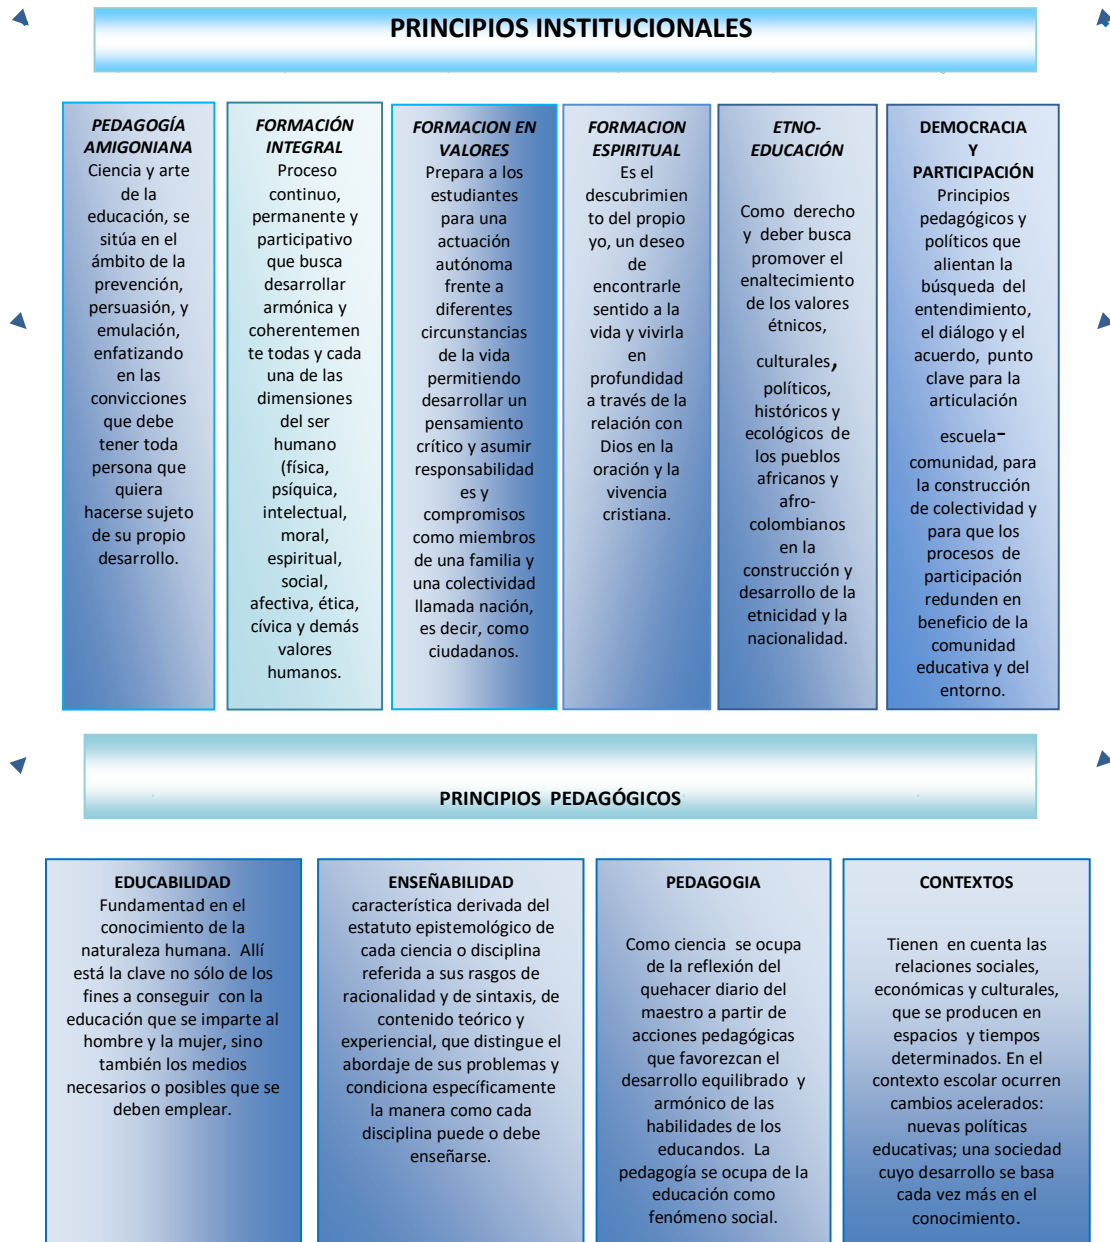 PRINCIPIOS INSTITUCIONALES
PEDAGOGÍA
AMIGONIANA
Ciencia y arte
de la
educación, se
sitúa en el
ámbito de la
prevención,
persuasión, y
emulación,
enfatizando
en las
convicciones
que debe
tener toda
persona que
quiera
hacerse sujeto
de su propio
desarrollo.
FORMACIÓN
INTEGRAL
Proceso
continuo,
permanente y
participativo
que busca
desarrollar
armónica y
coherentemen
te todas y cada
una de las
dimensiones
del ser
humano
(física,
psíquica,
intelectual,
moral,
espiritual,
social,
afectiva, ética,
cívica y demás
valores
humanos.
FORMACION EN
VALORES
Prepara a los
estudiantes
para una
actuación
autónoma
frente a
diferentes
circunstancias
de la vida
permitiendo
desarrollar un
pensamiento
crítico y asumir
responsabilidad
es y
compromisos
como miembros
de una familia y
una colectividad
llamada nación,
es decir, como
ciudadanos.
FORMACION
ESPIRITUAL
Es el
descubrimien
to del propio
yo, un deseo
de
encontrarle
sentido a la
vida y vivirla
en
profundidad
a través de la
relación con
Dios en la
oración y la
vivencia
cristiana.
ETNO-
EDUCACIÓN
Como derecho
y deber busca
promover el
enaltecimiento
de los valores
étnicos,
culturales,
políticos,
históricos y
ecológicos de
los pueblos
africanos y
afro-
colombianos
en la
construcción y
desarrollo de la
etnicidad y la
nacionalidad.
DEMOCRACIA
Y
PARTICIPACIÓN
Principios
pedagógicos y
políticos que
alientan la
búsqueda del
entendimiento,
el diálogo y el
acuerdo, punto
clave para la
articulación
escuela-
comunidad, para
la construcción
de colectividad y
para que los
procesos de
participación
redunden en
beneficio de la
comunidad
educativa y del
entorno.
PRINCIPIOS PEDAGÓGICOS
EDUCABILIDAD
Fundamentad en el
conocimiento de la
naturaleza humana. Allí
está la clave no sólo de los
fines a conseguir con la
educación que se imparte al
hombre y la mujer, sino
también los medios
necesarios o posibles que se
deben emplear.
ENSEÑABILIDAD
característica derivada del
estatuto epistemológico de
cada ciencia o disciplina
referida a sus rasgos de
racionalidad y de sintaxis, de
contenido teórico y
experiencial, que distingue el
abordaje de sus problemas y
condiciona específicamente
la manera como cada
disciplina puede o debe
enseñarse.
PEDAGOGIA
Como ciencia se ocupa
de la reflexión del
quehacer diario del
maestro a partir de
acciones pedagógicas
que favorezcan el
desarrollo equilibrado y
armónico de las
habilidades de los
educandos. La
pedagogía se ocupa de la
educación como
fenómeno social.
CONTEXTOS
Tienen en cuenta las
relaciones sociales,
económicas y culturales,
que se producen en
espacios y tiempos
determinados. En el
contexto escolar ocurren
cambios acelerados:
nuevas políticas
educativas; una sociedad
cuyo desarrollo se basa
cada vez más en el
conocimiento.